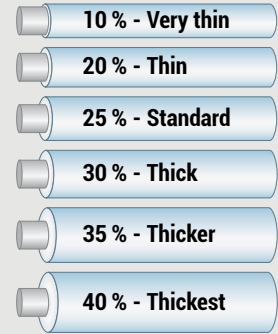 10 % - Very thin
20 % - Thin
25 % - Standard
30 % - Thick
35 % - Thicker
40 % - Thickest